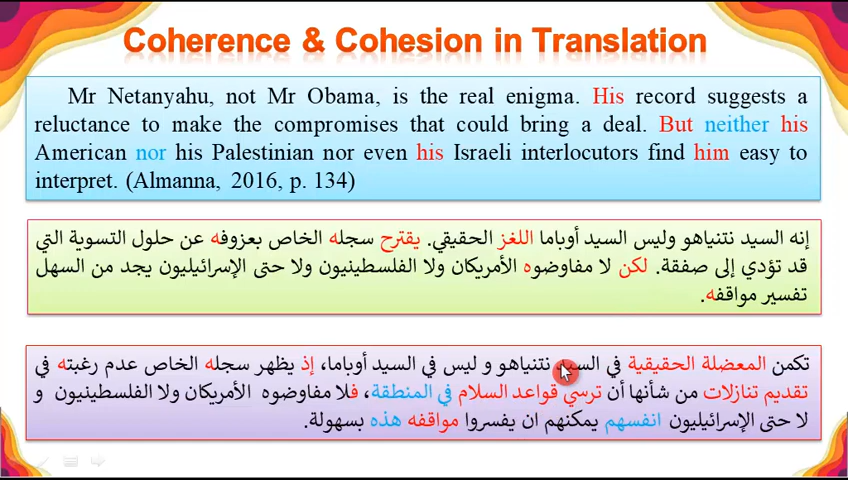 Coherence & Cohesion in Translation
Mr Netanyahu, not Mr Obama, is the real enigma. His record suggests a
reluctance to make the compromises that could bring a deal. But neither his
American nor his Palestinian nor even his Israeli interlocutors find him easy to
interpret. (Almanna, 2016, p. 134)
إنه السيد نتنياهو وليس السيد أوباما اللغز الحقيقي. يقترح سجله الخاص بعزوفه عن حلول التسوية التي
قد تؤدي إلى صفقة. لكن لا مفاوضوه الأمريكان ولا الفلسطينيون ولا حتى الإسرائيليون يجد من السهل
تفسير مواقفه.
تكمن المعضلة الحقيقية في السيد نتنياهو و ليس في السيد أوباما، إذ يظهر سجله الخاص عدم رغبته في
تقديم تنازلات من شأنها أن ترسي قواعد السلام في المنطقة، فلا مفاوضوه الأمريكان ولا الفلسطينيون و
لا حتى الإسرائيليون انفسهم يمكنهم ان يفسروا مواقفه هذه بسهولة.